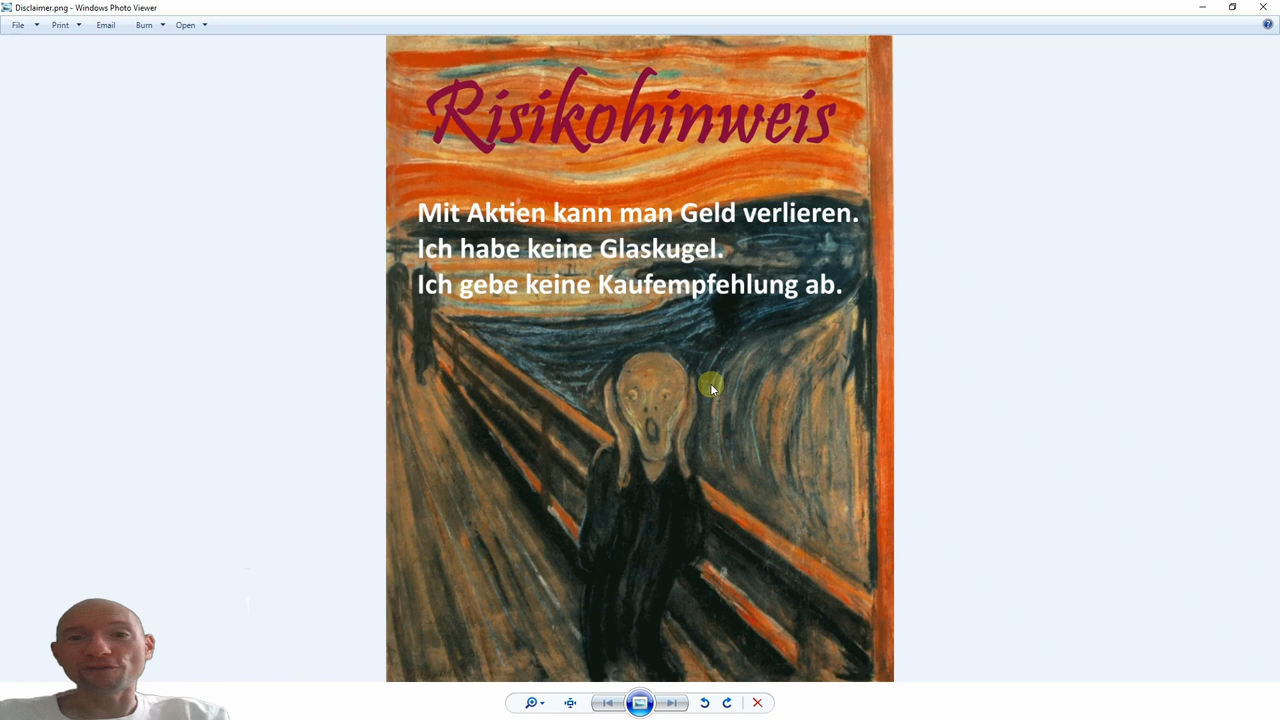 Disclaimer.png - Windows Photo Viewer
File Print Email Burn Open
Risikohinweis
Mit Aktien kann man Geld verlieren.
Ich habe keine Glaskugel.
Ich gebe keine Kaufempfehlung ab.